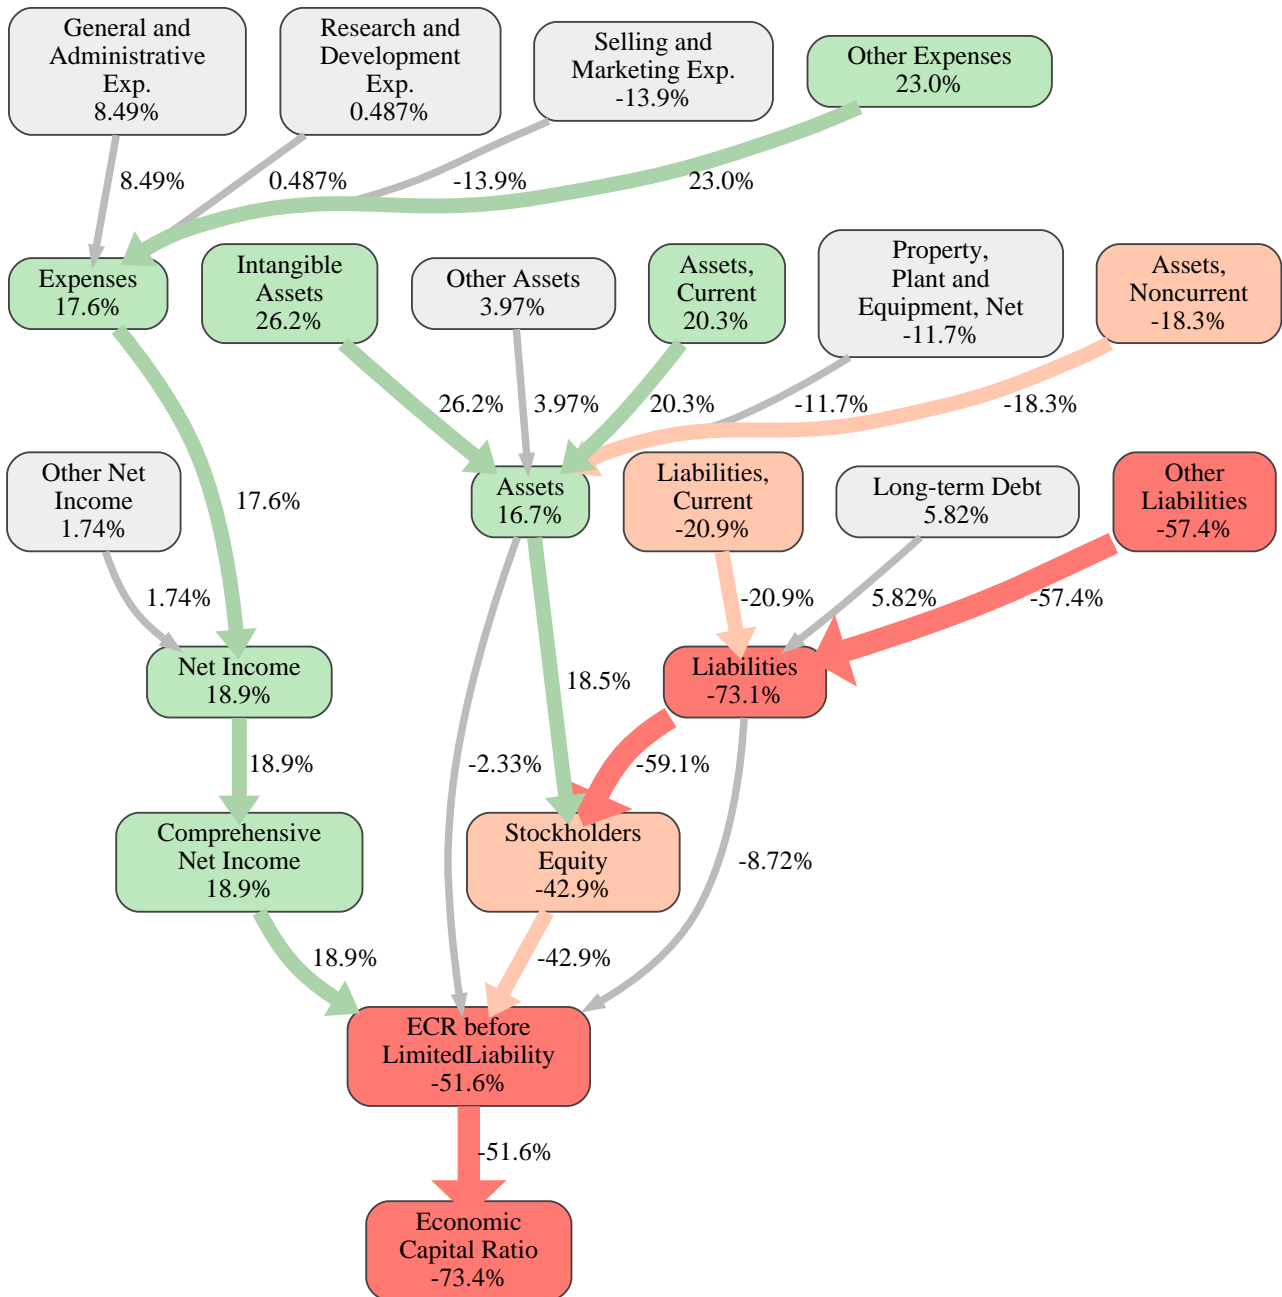 General and
Administrative
Exp.
8.49%
Research and
Development
Exp.
0.487%
Selling and
Marketing Exp.
-13.9%
Other Expenses
23.0%
8.49%
0.487%
-13.9%
23.0%
Expenses
17.6%
Intangible
Assets
26.2%
Other Assets
3.97%
Assets,
Current
20.3%
Property,
Plant and
Equipment, Net
-11.7%
Assets,
Noncurrent
-18.3%
26.2%
3.97%
20.3%
-11.7%
-18.3%
Other Net
Income
1.74%
17.6%
Assets
16.7%
Liabilities,
Current
-20.9%
Long-term Debt
5.82%
Other
Liabilities
-57.4%
1.74%
-20.9%
5.82%
-57.4%
Net Income
18.9%
18.5%
Liabilities
-73.1%
18.9%
-2.33%
-59.1%
Comprehensive
Net Income
18.9%
Stockholders
Equity
-42.9%
-8.72%
18.9%
-42.9%
ECR before
LimitedLiability
-51.6%
-51.6%
Economic
Capital Ratio
-73.4%